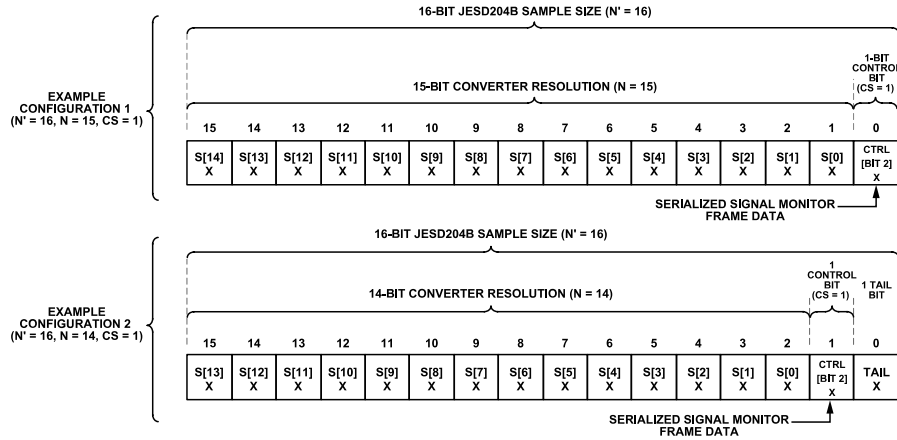 16-BIT JESD204B SAMPLE SIZE (N' = 16)
1-BIT
CONTROL
BIT
(CS = 1)
15-BIT CONVERTER RESOLUTION (N = 15)
EXAMPLE
CONFIGURATION 1
(N' = 16, N = 15, CS = 1)
15 14 13 12 11 10 9 8 7 6 5 4 3 2 1 0
S[14] S[13] S[12] S[11] S[10] S[9] S[8] S[7] S[6] S[5] S[4] S[3] S[2] S[1] S[0] CTRL
[BIT 2]
X X X X X X X X X X X X X X X X
SERIALIZED SIGNAL MONITOR
FRAME DATA
16-BIT JESD204B SAMPLE SIZE (N' = 16)
1
CONTROL
BIT
(CS = 1)
1 TAIL
BIT
14-BIT CONVERTER RESOLUTION (N = 14)
EXAMPLE
CONFIGURATION 2
(N' = 16, N = 14, CS = 1)
15 14 13 12 11 10 9 8 7 6 5 4 3 2 1 0
S[13] S[12] S[11] S[10] S[9] S[8] S[7] S[6] S[5] S[4] S[3] S[2] S[1] S[0] CTRL TAIL
[BIT 2]
X X X X X X X X X X X X X X X X
SERIALIZED SIGNAL MONITOR
FRAME DATA